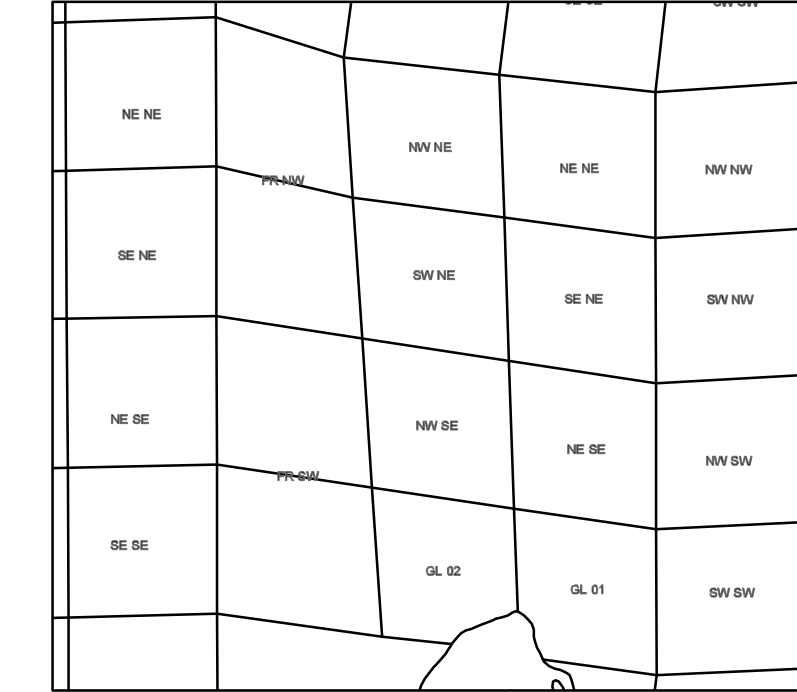 NE NE
NW NE
NE NE
NW NW
FR NW
SE NE
SW NE
SE NE
SW NW
NE SE
NW SE
NE SE
NW SW
FR SW
SE SE
GL 02
GL 01
SW SW